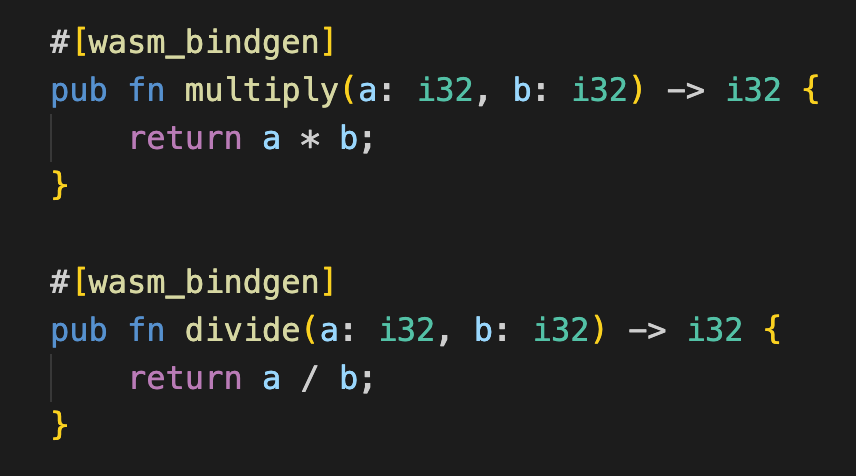 #[wasm_bindgen]
pub fn multiply(a: i32, b: i32) -> i32 {
    return a * b;
}

#[wasm_bindgen]
pub fn divide(a: i32, b: i32) -> i32 {
    return a / b;
}